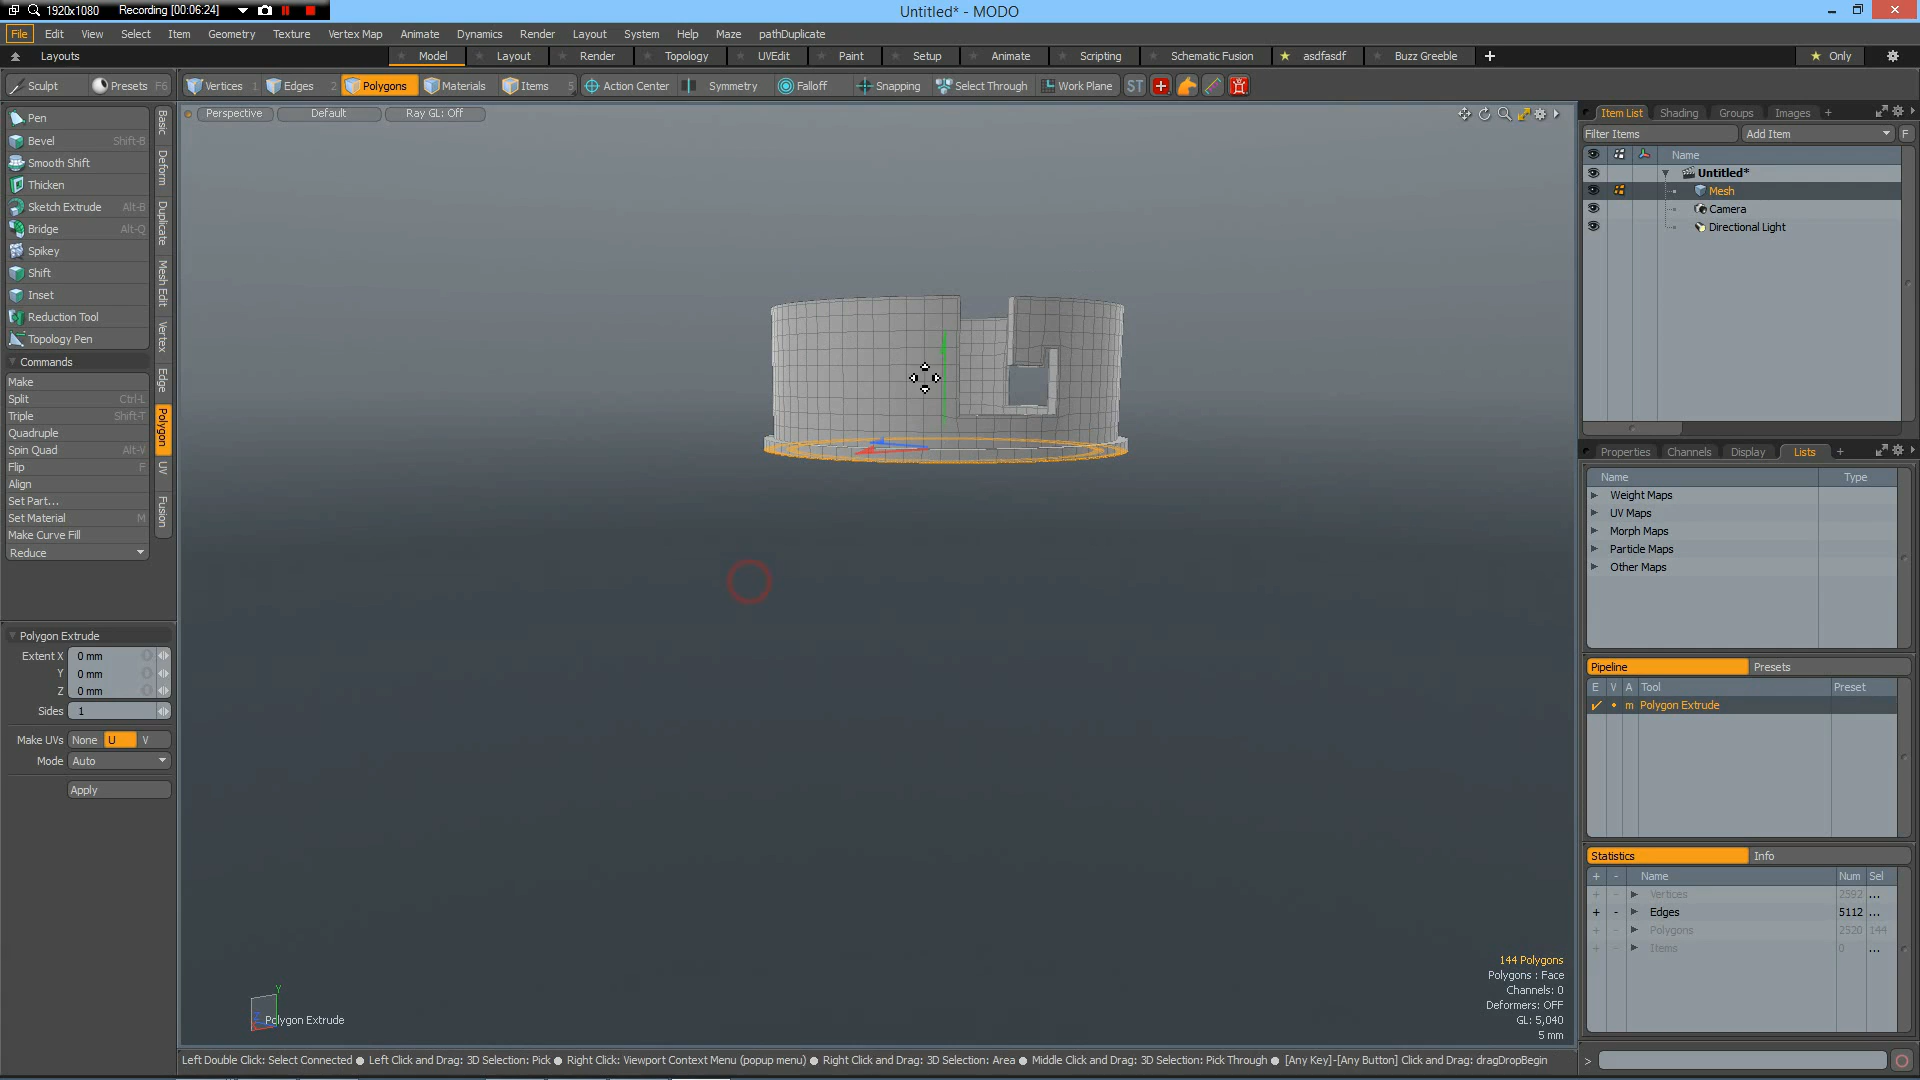 1920x1080 Recording [00:06:24]
Untitled* - MODO
File Edit View Select Item Geometry Texture Vertex Map Animate Dynamics Render Layout System Help Maze pathDuplicate
Layouts Model Layout Render Topology UVEdit Paint Setup Animate Scripting Schematic Fusion asdfasdf Buzz Greeble Only
Sculpt Presets F6 Vertices 1 Edges 2 Polygons Materials Items 5 Action Center Symmetry Falloff Snapping Select Through Work Plane ST
Perspective Default Ray GL: Off
Item List Shading Groups Images +
Filter Items Add Item F
Name
Untitled*
Mesh
Camera
Directional Light
Pen
Bevel Shift-B
Smooth Shift
Thicken
Sketch Extrude Alt-B
Bridge Alt-Q
Spikey
Shift
Inset
Reduction Tool
Topology Pen
Commands
Make
Split Ctrl-L
Triple Shift-T
Quadruple
Spin Quad Alt-V
Flip F
Align
Set Part...
Set Material M
Make Curve Fill
Reduce
Basic
Deform
Duplicate
Mesh Edit
Vertex
Edge
Polygon
UV
Fusion
Polygon Extrude
Extent X 0 mm
Y 0 mm
Z 0 mm
Sides 1
Make UVs None U V
Mode Auto
Apply
Properties Channels Display Lists +
Name Type
Weight Maps
UV Maps
Morph Maps
Particle Maps
Other Maps
Pipeline Presets
E V A Tool Preset
m Polygon Extrude
Statistics Info
+ - Name Num Sel
+ - Vertices 2592 ...
+ - Edges 5112 ...
+ - Polygons 2520 144
+ - Items 0 ...
144 Polygons
Polygons : Face
Channels: 0
Deformers: OFF
GL: 5,040
5 mm
Y
Z
Polygon Extrude
Left Double Click: Select Connected ● Left Click and Drag: 3D Selection: Pick ● Right Click: Viewport Context Menu (popup menu) ● Right Click and Drag: 3D Selection: Area ● Middle Click and Drag: 3D Selection: Pick Through ● [Any Key]-[Any Button] Click and Drag: dragDropBegin
>